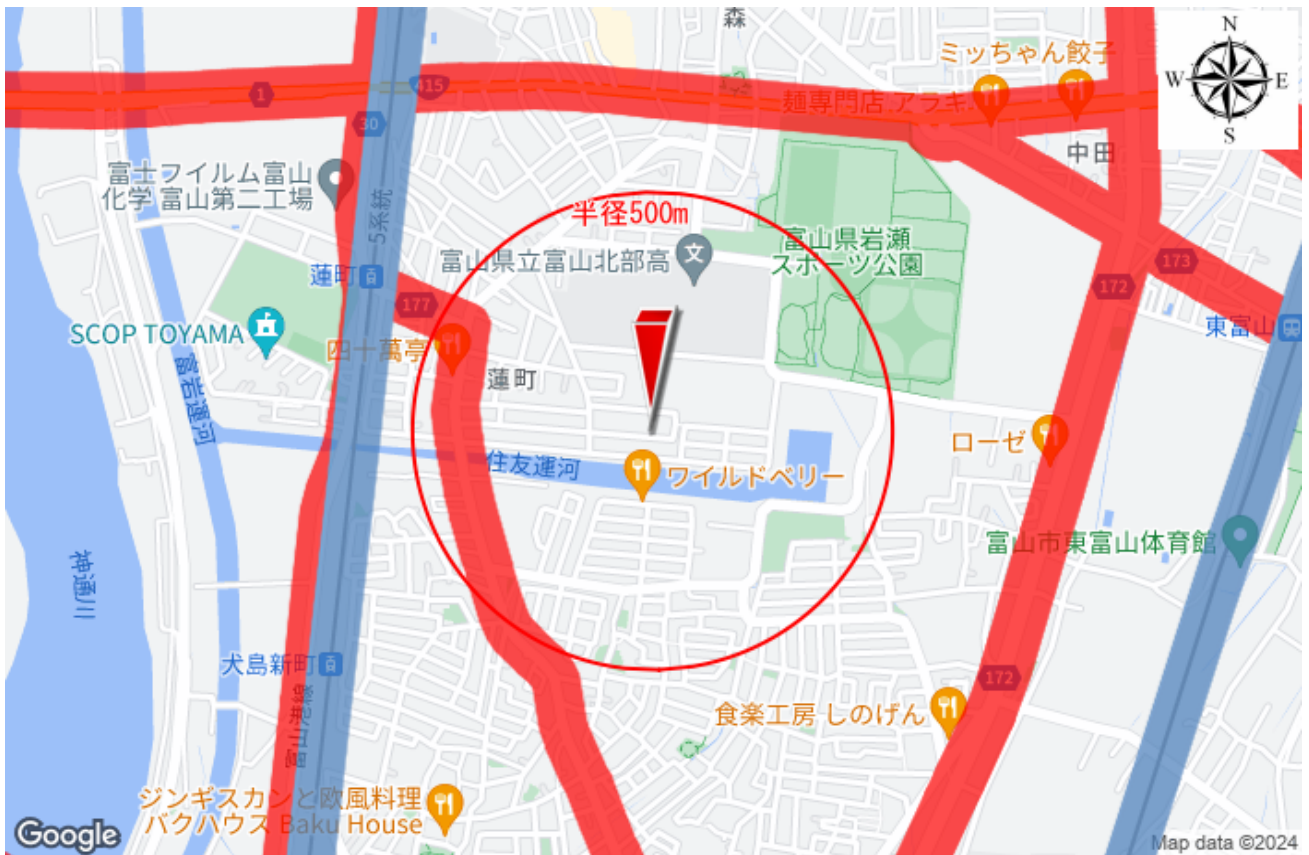 森
N
W
E
S
ミッちゃん餃子
415
1
麺専門店 アラキ
30
中田
富士フイルム富山
化学 富山第二工場
半径500m
5系統
富山県立富山北部高
文
富山県岩瀬
スポーツ公園
蓮町
177
172
173
SCOP TOYAMA
東富山
四十萬亭
蓮町
富岩運河
ローゼ
住友運河
ワイルドベリー
富山市東富山体育館
神通川
犬島新町
172
富山港線
食楽工房 しのげん
ジンギスカンと欧風料理
バクハウス Baku House
Google
Map data ©2024